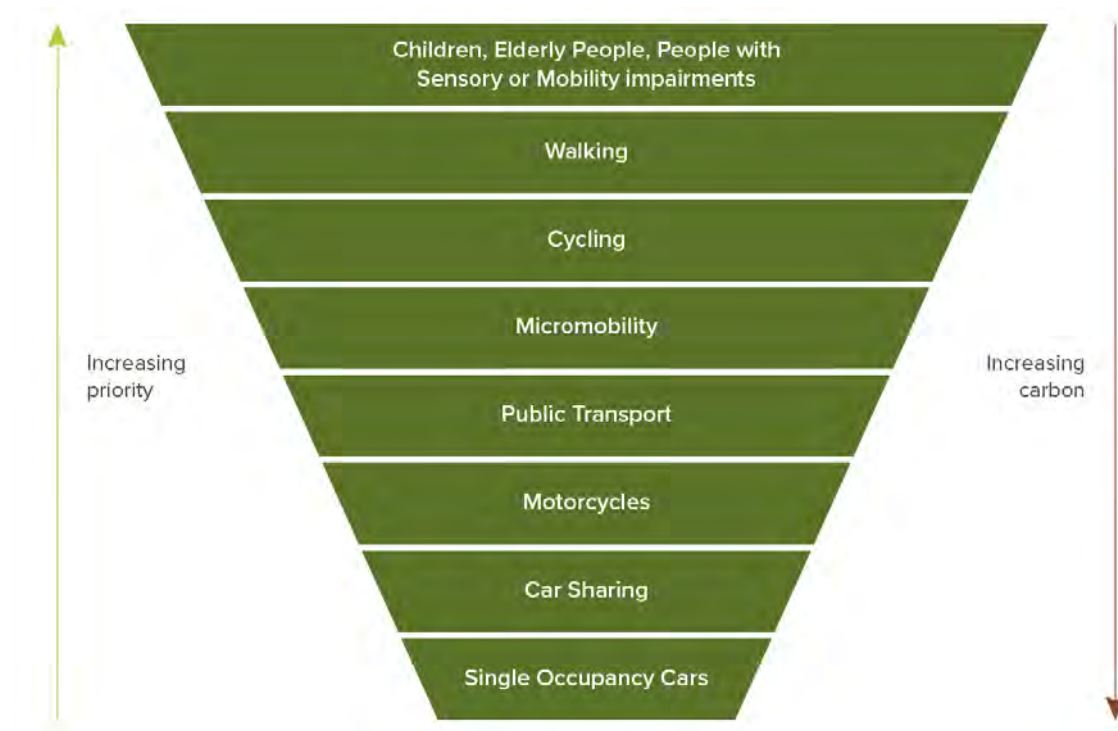 Children, Elderly People, People with
Sensory or Mobility impairments
Walking
Cycling
Micromobility
Increasing
priority
Increasing
carbon
Public Transport
Motorcycles
Car Sharing
Single Occupancy Cars